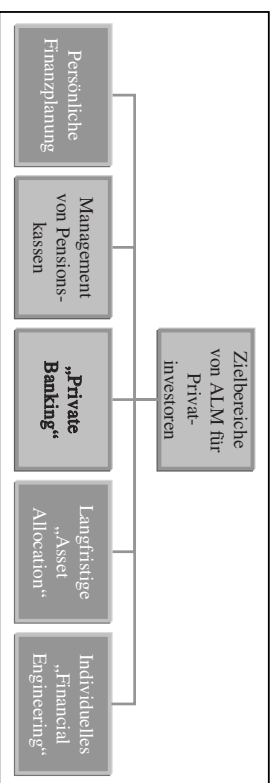 Zielbereiche
von ALM für
Privat-
investoren
Persönliche
Finanzplanung
Management
von Pensions-
kassen
„Private
Banking“
Langfristige
„Asset
Allocation“
Individuelles
„Financial
Engineering“